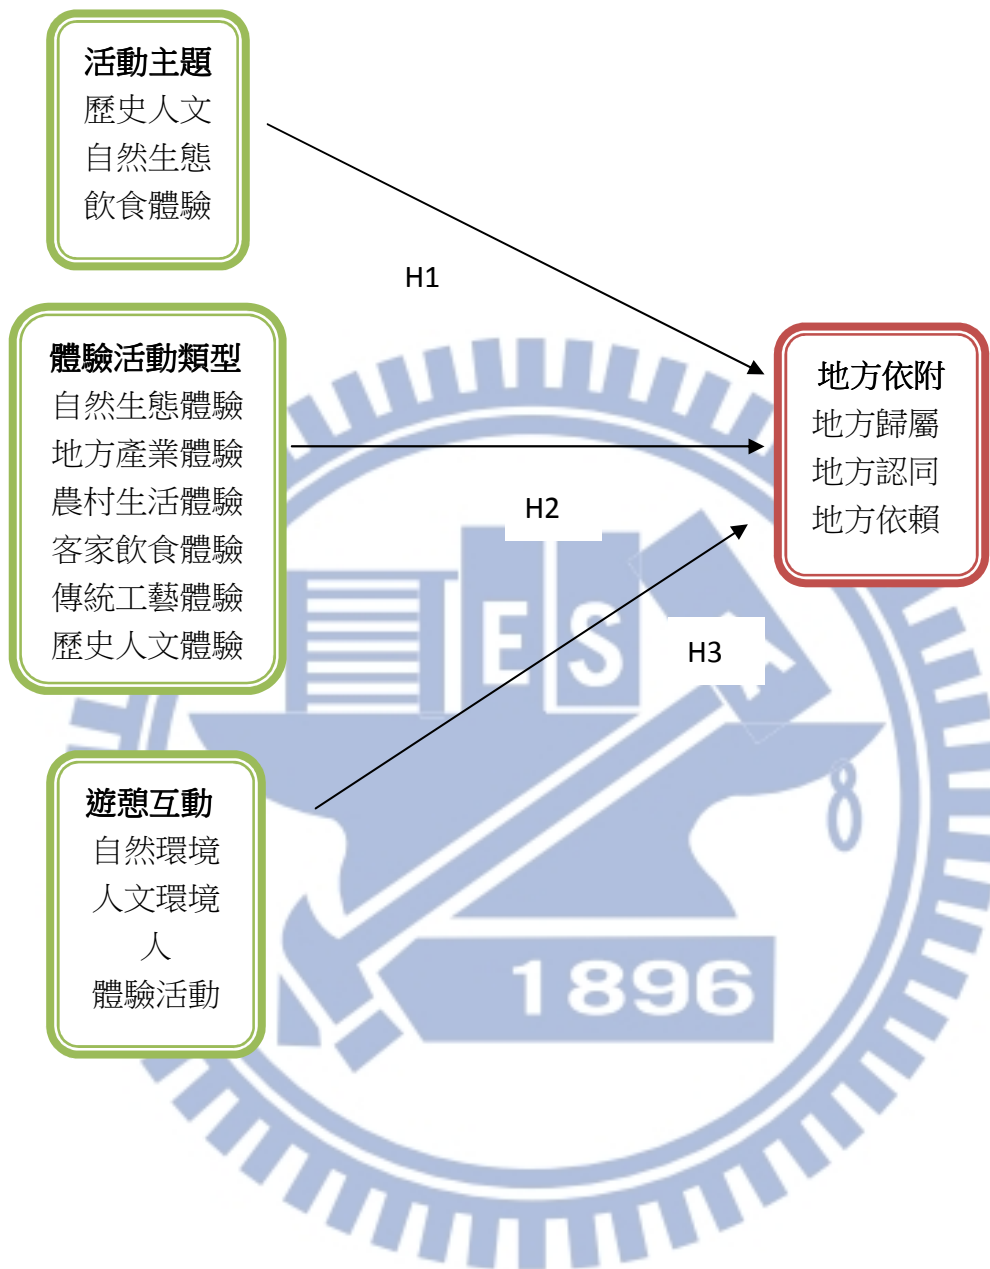 活動主題
歷史人文
自然生態
飲食體驗
H1
體驗活動類型
自然生態體驗
地方產業體驗
農村生活體驗
客家飲食體驗
傳統工藝體驗
歷史人文體驗
H2
地方依附
地方歸屬
地方認同
地方依賴
H3
遊憩互動
自然環境
人文環境
人
體驗活動
E S
1896